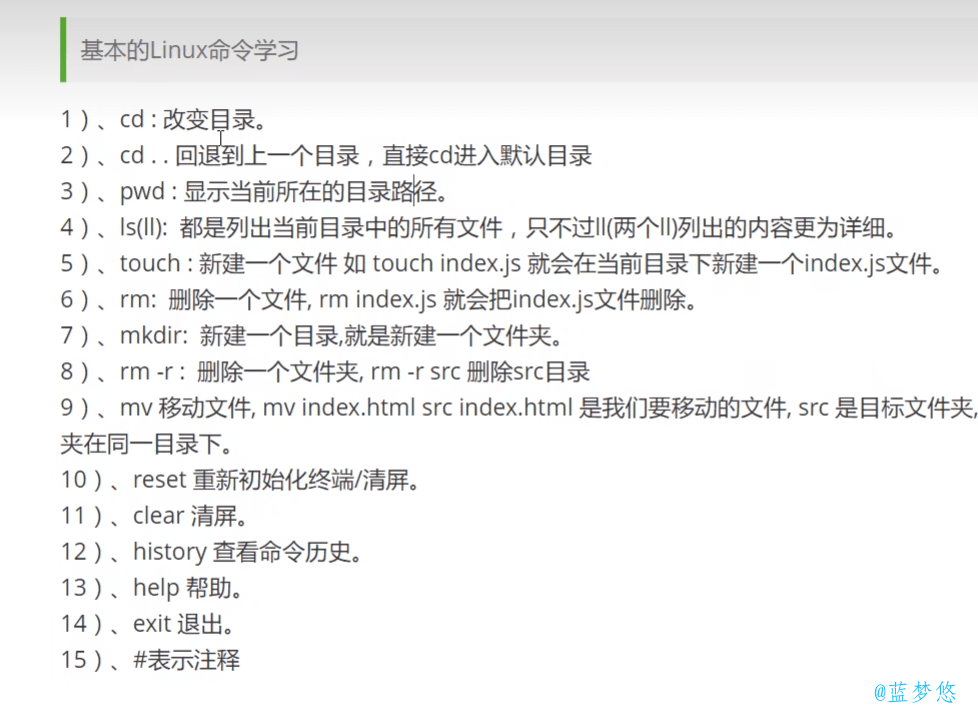 基本的Linux命令学习
1）、cd : 改变目录。
2）、cd . . 回退到上一个目录，直接cd进入默认目录
3）、pwd : 显示当前所在的目录路径。
4）、ls(ll): 都是列出当前目录中的所有文件，只不过ll(两个ll)列出的内容更为详细。
5）、touch : 新建一个文件 如 touch index.js 就会在当前目录下新建一个index.js文件。
6）、rm: 删除一个文件, rm index.js 就会把index.js文件删除。
7）、mkdir: 新建一个目录,就是新建一个文件夹。
8）、rm -r : 删除一个文件夹, rm -r src 删除src目录
9）、mv 移动文件, mv index.html src index.html 是我们要移动的文件, src 是目标文件夹,
夹在同一目录下。
10）、reset 重新初始化终端/清屏。
11）、clear 清屏。
12）、history 查看命令历史。
13）、help 帮助。
14）、exit 退出。
15）、#表示注释
@蓝梦悠